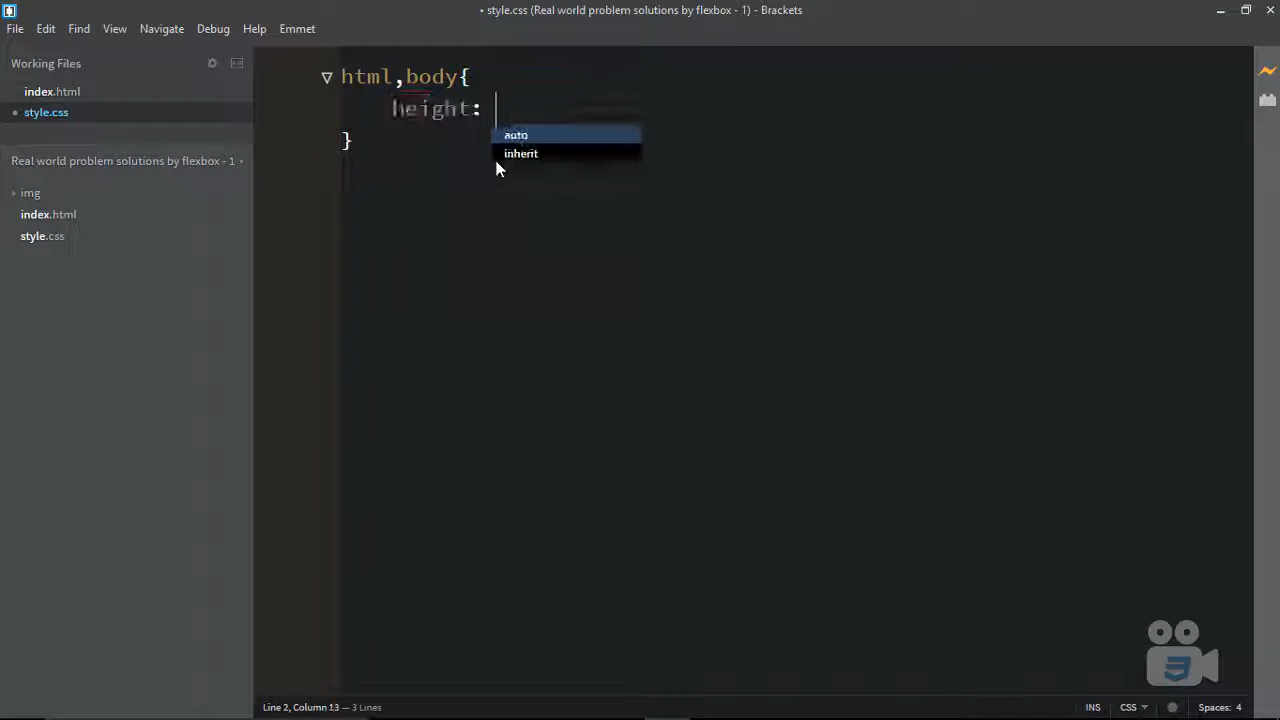 • style.css (Real world problem solutions by flexbox - 1) - Brackets
File Edit Find View Navigate Debug Help Emmet
Working Files
index.html
• style.css
Real world problem solutions by flexbox - 1
img
index.html
style.css
html,body{
height:
auto
inherit
}
Line 2, Column 13 — 3 Lines
INS CSS Spaces: 4